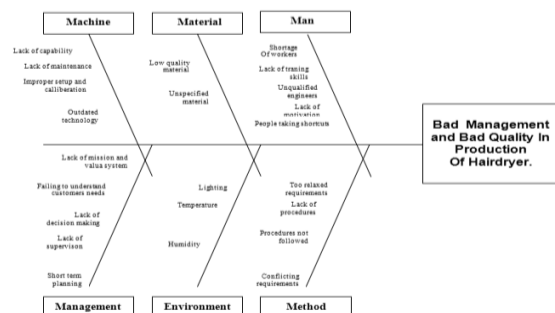 Machine
Material
Man
Lack of capability
Lack of maintenance
Improper setup and
calliberation
Outdated
technology
Low quality
material
Unspecified
material
Shortage
Of workers
Lack of traning
skills
Unqualified
engineers
Lack of
motivation
People taking shortcuts
Bad Management
and Bad Quality In
Production
Of Hairdryer.
Lack of mission and
value system
Failing to understand
customers needs
Lack of
decision making
Lack of
supervison
Short term
planning
Lighting
Temperature
Humidity
Too relaxed
requirements
Lack of
procedures
Procedures not
followed
Conflicting
requirements
Management
Environment
Method